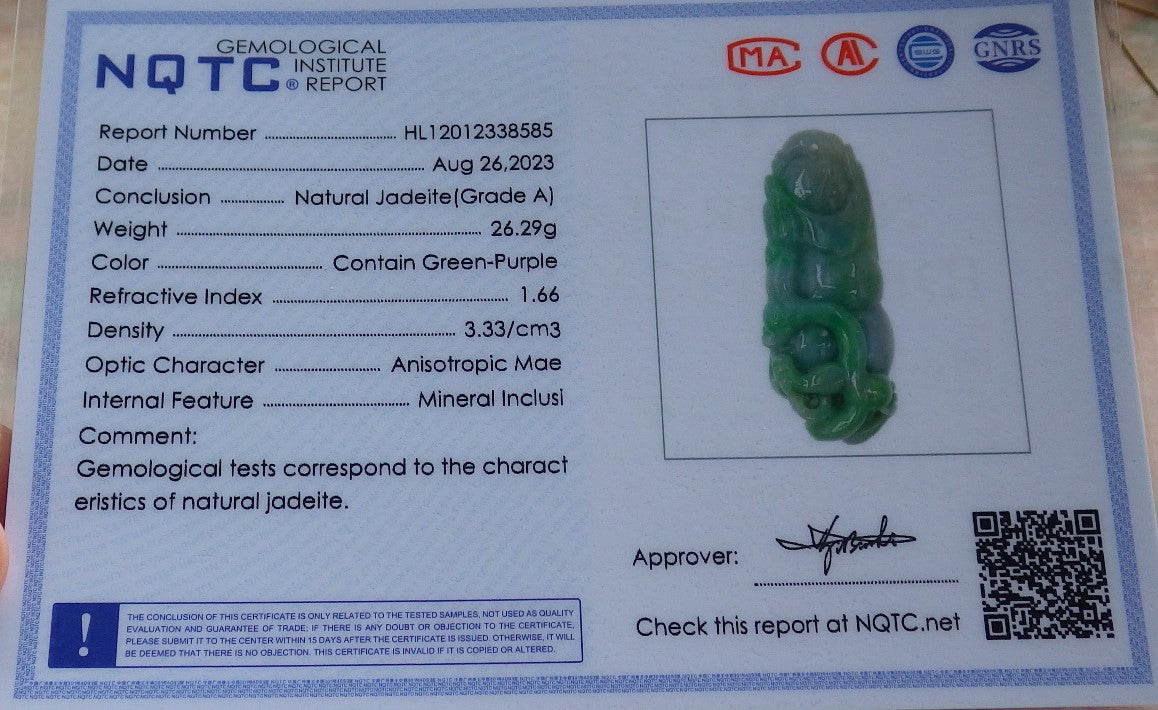 GEMOLOGICAL
NQTC® INSTITUTE
REPORT
MA
AL
GNRS
Report Number ........................ HL12012338585
Date ........................ Aug 26,2023
Conclusion ............ Natural Jadeite(Grade A)
Weight ........................ 26.29g
Color ........................ Contain Green-Purple
Refractive Index ........................ 1.66
Density ........................ 3.33/cm3
Optic Character ............ Anisotropic Mae
Internal Feature ............ Mineral Inclusi
Comment:
Gemological tests correspond to the charact
eristics of natural jadeite.
Approver:
Check this report at NQTC.net
!
THE CONCLUSION OF THIS CERTIFICATE IS ONLY RELATED TO THE TESTED SAMPLES, NOT USED AS QUALITY
EVALUATION AND GUARANTEE OF TRADE; IF THERE IS ANY DOUBT OR OBJECTION TO THE CERTIFICATE,
PLEASE SUBMIT IT TO THE CENTER WITHIN 15 DAYS AFTER THE CERTIFICATE IS ISSUED. OTHERWISE, IT WILL
BE DEEMED THAT THERE IS NO OBJECTION. THIS CERTIFICATE IS INVALID IF IT IS COPIED OR ALTERED.